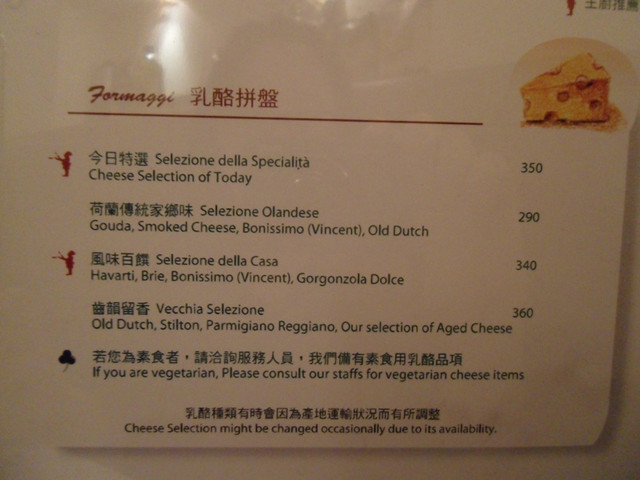 主廚推薦
Formaggi 乳酪拼盤
今日特選 Selezione della Specialità 350
Cheese Selection of Today
荷蘭傳統家鄉味 Selezione Olandese 290
Gouda, Smoked Cheese, Bonissimo (Vincent), Old Dutch
風味百饌 Selezione della Casa 340
Havarti, Brie, Bonissimo (Vincent), Gorgonzola Dolce
齒韻留香 Vecchia Selezione 360
Old Dutch, Stilton, Parmigiano Reggiano, Our selection of Aged Cheese
若您為素食者，請洽詢服務人員，我們備有素食用乳酪品項
If you are vegetarian, Please consult our staffs for vegetarian cheese items
乳酪種類有時會因為產地運輸狀況而有所調整
Cheese Selection might be changed occasionally due to its availability.